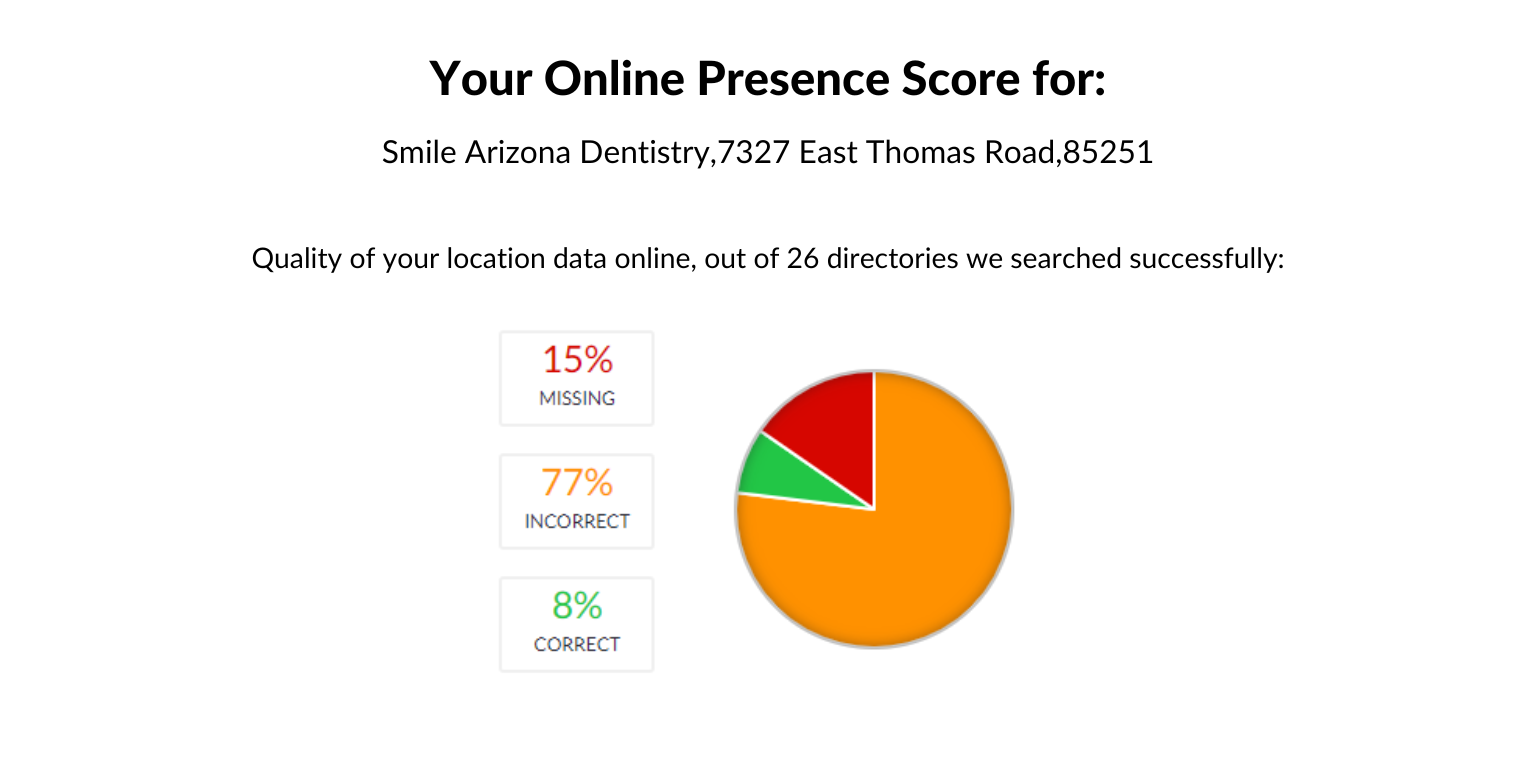 Your Online Presence Score for:
Smile Arizona Dentistry,7327 East Thomas Road,85251
Quality of your location data online, out of 26 directories we searched successfully:
15%
MISSING
77%
INCORRECT
8%
CORRECT